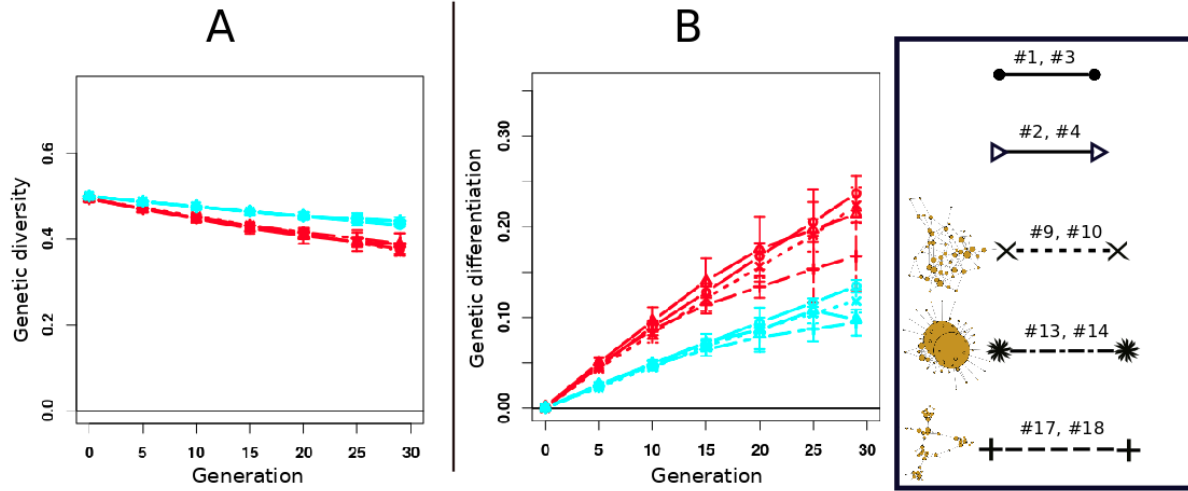 A
B
Genetic diversity
0.0
0.2
0.4
0.6
0 5 10 15 20 25 30
Generation
Genetic differentiation
0.00
0.10
0.20
0.30
0 5 10 15 20 25 30
Generation
#1, #3
#2, #4
#9, #10
#13, #14
#17, #18